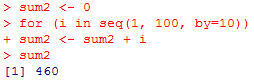 > sum2 <- 0
> for (i in seq(1, 100, by=10))
+ sum2 <- sum2 + i
> sum2
[1] 460